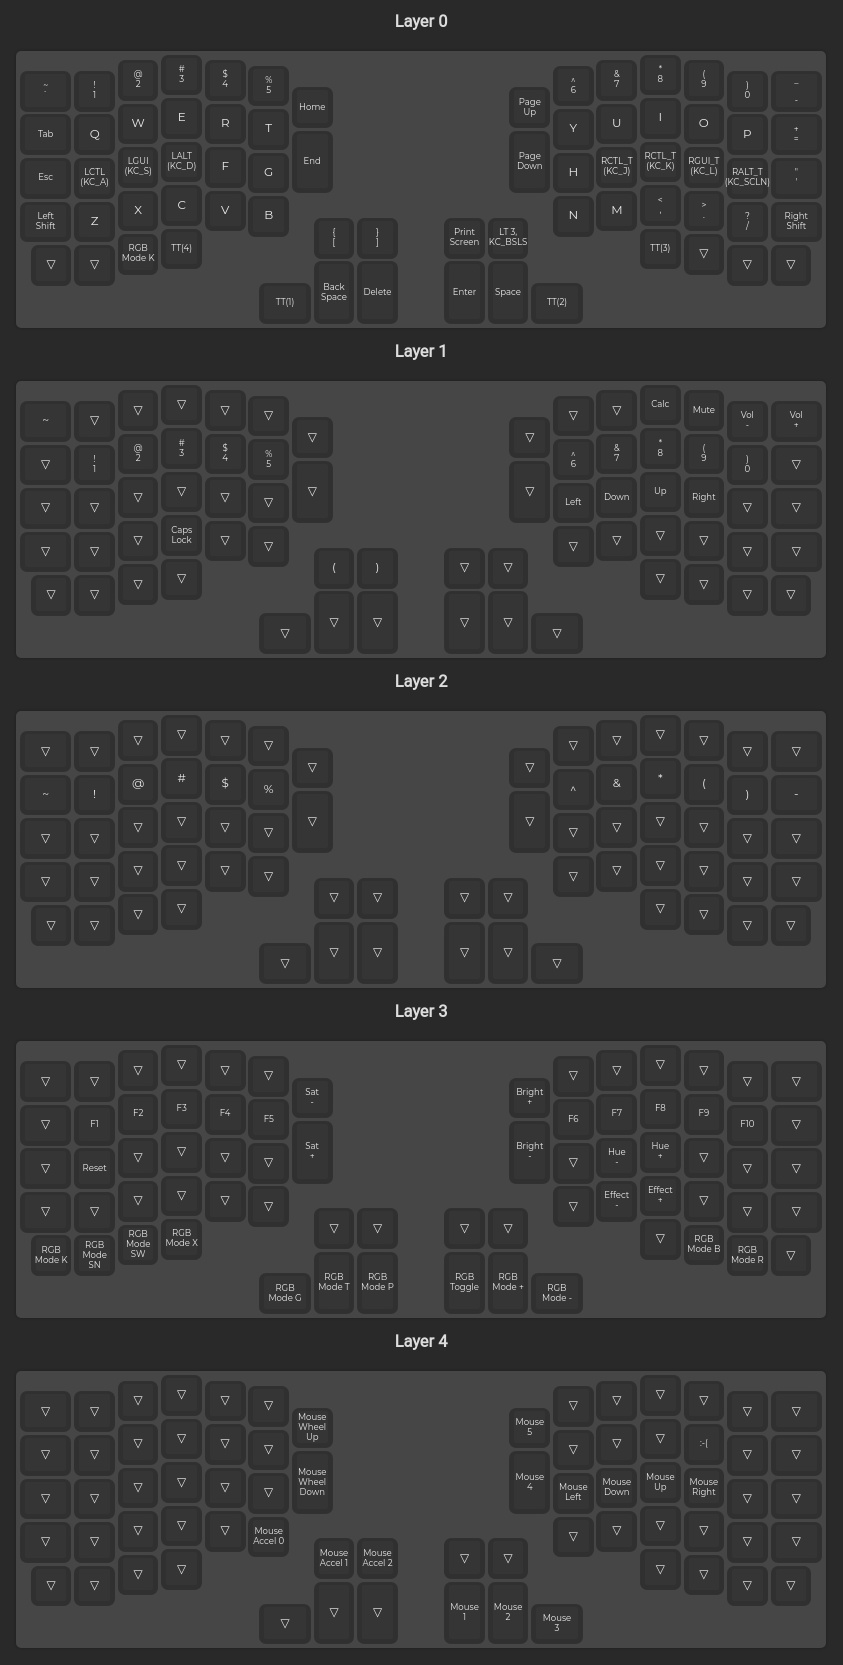 Layer 0
~
`
!
1
@
2
#
3
$
4
%
5
Home
Page
Up
^
6
&
7
*
8
(
9
)
0
_
-
Tab
Q
W
E
R
T
End
Page
Down
Y
U
I
O
P
+
=
Esc
LCTL
(KC_A)
LGUI
(KC_S)
LALT
(KC_D)
F
G
H
RCTL_T
(KC_J)
RCTL_T
(KC_K)
RGUI_T
(KC_L)
RALT_T
(KC_SCLN)
"
'
Left
Shift
Z
X
C
V
B
N
M
<
,
>
.
?
/
Right
Shift
▽
▽
RGB
Mode K
TT(4)
{
[
}
]
Print
Screen
LT 3,
KC_BSLS
TT(3)
▽
▽
▽
TT(1)
Back
Space
Delete
Enter
Space
TT(2)
Layer 1
~ ▽ ▽ ▽ ▽ ▽ ▽ ▽ ▽ ▽
Calc
Mute
Vol
-
Vol
+
▽
!
1
@
2
#
3
$
4
%
5
▽
▽
^
6
&
7
*
8
(
9
)
0
▽
▽ ▽ ▽ ▽ ▽ ▽
Left
Down
Up
Right
▽ ▽
▽ ▽ ▽
Caps
Lock
▽ ▽ ▽ ▽ ▽ ▽ ▽ ▽
▽ ▽ ▽ ▽ ( ) ▽ ▽ ▽ ▽ ▽ ▽
▽ ▽ ▽ ▽ ▽ ▽
Layer 2
▽ ▽ ▽ ▽ ▽ ▽ ▽ ▽ ▽ ▽ ▽ ▽ ▽ ▽
~ ! @ # $ % ▽ ▽ ^ & * ( ) -
▽ ▽ ▽ ▽ ▽ ▽ ▽ ▽ ▽ ▽ ▽ ▽
▽ ▽ ▽ ▽ ▽ ▽ ▽ ▽ ▽ ▽ ▽ ▽
▽ ▽ ▽ ▽ ▽ ▽ ▽ ▽ ▽ ▽ ▽ ▽
▽ ▽ ▽ ▽ ▽ ▽
Layer 3
▽ ▽ ▽ ▽ ▽ ▽
Sat
-
Bright
+
▽ ▽ ▽ ▽ ▽ ▽
▽ F1 F2 F3 F4 F5
Sat
+
Bright
-
F6 F7 F8 F9 F10 ▽
▽ Reset ▽ ▽ ▽ ▽ ▽
Hue
-
Hue
+
▽ ▽ ▽
▽ ▽ ▽ ▽ ▽ ▽ ▽
Effect
-
Effect
+
▽ ▽ ▽
RGB
Mode K
RGB
Mode
SN
RGB
Mode
SW
RGB
Mode X
▽ ▽ ▽ ▽ ▽
RGB
Mode B
RGB
Mode R
▽
RGB
Mode G
RGB
Mode T
RGB
Mode P
RGB
Toggle
RGB
Mode +
RGB
Mode -
Layer 4
▽ ▽ ▽ ▽ ▽ ▽
Mouse
Wheel
Up
Mouse
5
▽ ▽ ▽ ▽ ▽ ▽
▽ ▽ ▽ ▽ ▽ ▽
Mouse
Wheel
Down
Mouse
4
▽ ▽ ▽ :-[ ▽ ▽
▽ ▽ ▽ ▽ ▽ ▽
Mouse
Left
Mouse
Down
Mouse
Up
Mouse
Right
▽ ▽
▽ ▽ ▽ ▽ ▽
Mouse
Accel 0
▽ ▽ ▽ ▽ ▽ ▽
▽ ▽ ▽ ▽
Mouse
Accel 1
Mouse
Accel 2
▽ ▽ ▽ ▽ ▽ ▽
▽ ▽ ▽
Mouse
1
Mouse
2
Mouse
3